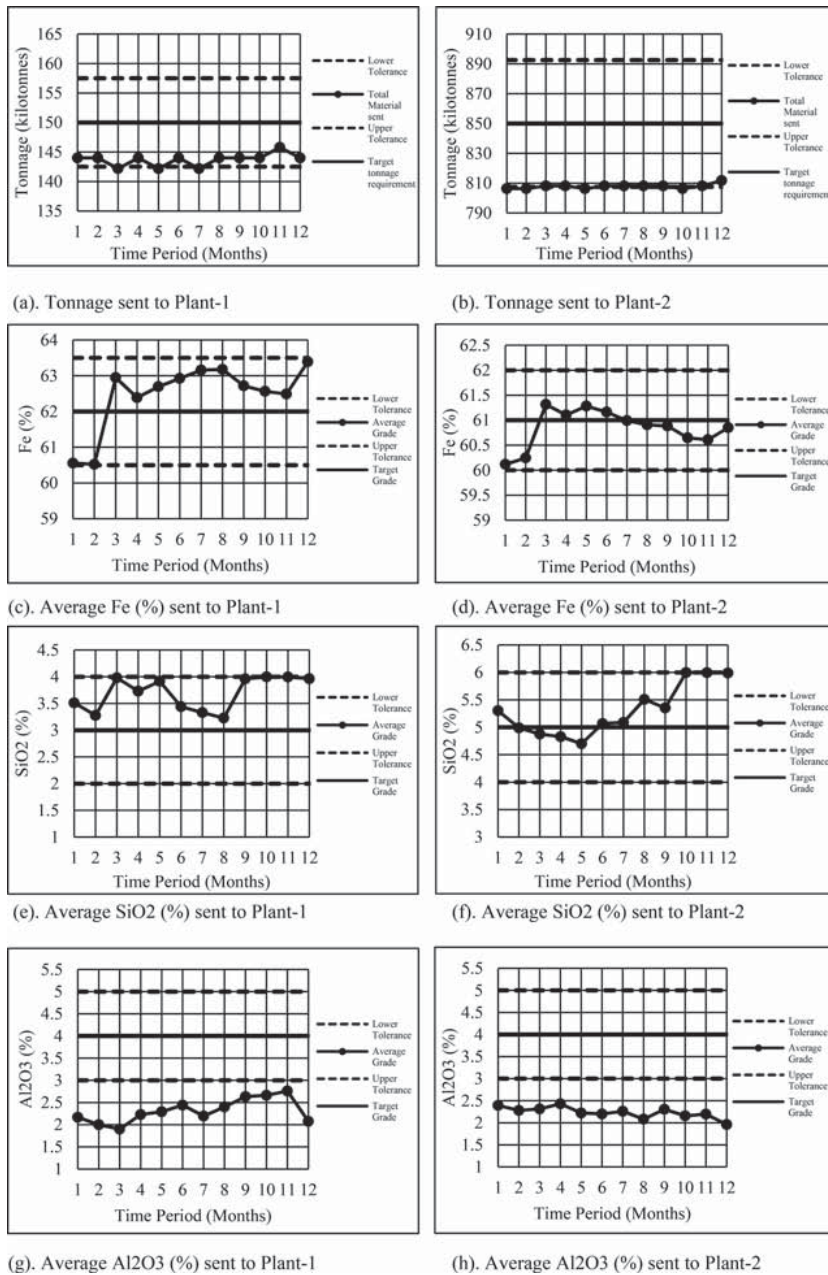 165
160
155
150
145
140
135
Tonnage (kilotonnes)
1 2 3 4 5 6 7 8 9 10 11 12
Time Period (Months)
Lower
Tolerance
Total
Material
sent
Upper
Tolerance
Target
tonnage
requirement
(a). Tonnage sent to Plant-1
910
890
870
850
830
810
790
Tonnage (kilotonnes)
1 2 3 4 5 6 7 8 9 10 11 12
Time Period (Months)
Lower
Tolerance
Total
Material
sent
Upper
Tolerance
Target
tonnage
requirement
(b). Tonnage sent to Plant-2
64
63
62
61
60
59
Fe (%)
1 2 3 4 5 6 7 8 9 10 11 12
Time Period (Months)
Lower
Tolerance
Average
Grade
Upper
Tolerance
Target
Grade
(c). Average Fe (%) sent to Plant-1
62.5
62
61.5
61
60.5
60
59.5
59
Fe (%)
1 2 3 4 5 6 7 8 9 10 11 12
Time Period (Months)
Lower
Tolerance
Average
Grade
Upper
Tolerance
Target
Grade
(d). Average Fe (%) sent to Plant-2
4.5
4
3.5
3
2.5
2
1.5
1
SiO2 (%)
1 2 3 4 5 6 7 8 9 10 11 12
Time Period (Months)
Lower
Tolerance
Average
Grade
Upper
Tolerance
Target
Grade
(e). Average SiO2 (%) sent to Plant-1
6.5
6
5.5
5
4.5
4
3.5
3
SiO2 (%)
1 2 3 4 5 6 7 8 9 10 11 12
Time Period (Months)
Lower
Tolerance
Average
Grade
Upper
Tolerance
Target
Grade
(f). Average SiO2 (%) sent to Plant-2
5.5
5
4.5
4
3.5
3
2.5
2
1.5
1
Al2O3 (%)
1 2 3 4 5 6 7 8 9 10 11 12
Time Period (Months)
Lower
Tolerance
Average
Grade
Upper
Tolerance
Target
Grade
(g). Average Al2O3 (%) sent to Plant-1
5.5
5
4.5
4
3.5
3
2.5
2
1.5
1
Al2O3 (%)
1 2 3 4 5 6 7 8 9 10 11 12
Time Period (Months)
Lower
Tolerance
Average
Grade
Upper
Tolerance
Target
Grade
(h). Average Al2O3 (%) sent to Plant-2